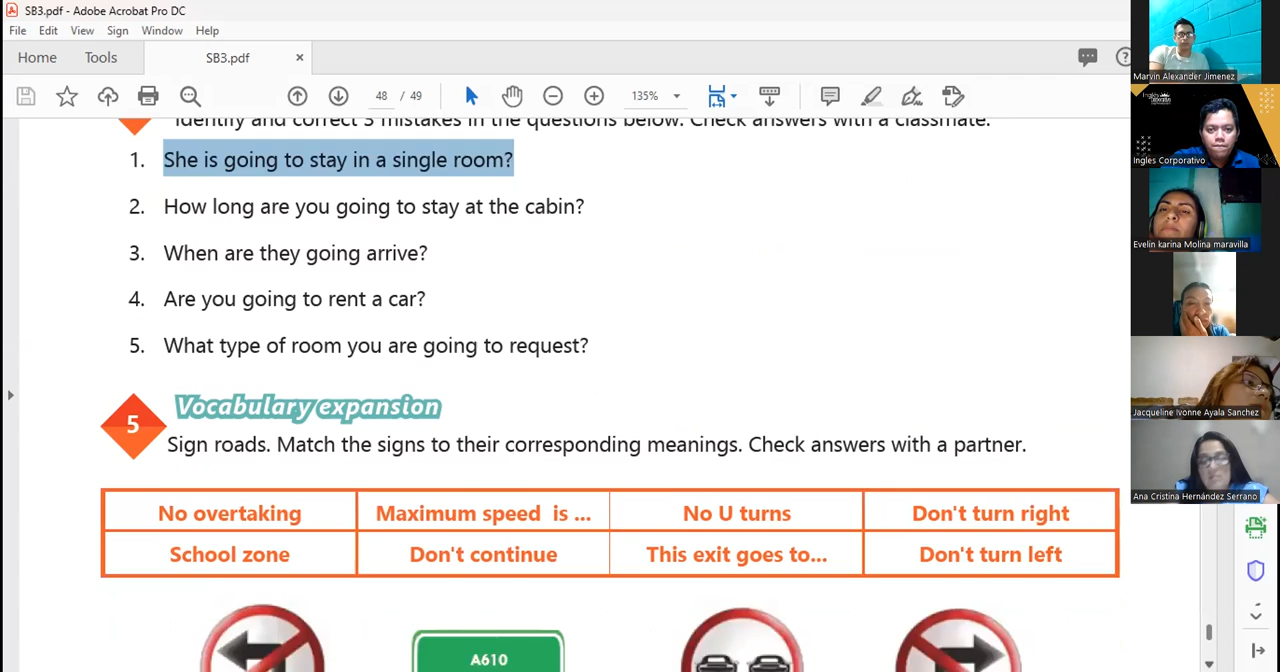 SB3.pdf - Adobe Acrobat Pro DC
File Edit View Sign Window Help
Home Tools SB3.pdf ×
48 / 49 135%
Identify and correct 3 mistakes in the questions below. Check answers with a classmate.
1. She is going to stay in a single room?
2. How long are you going to stay at the cabin?
3. When are they going arrive?
4. Are you going to rent a car?
5. What type of room you are going to request?
5 Vocabulary expansion
Sign roads. Match the signs to their corresponding meanings. Check answers with a partner.
No overtaking Maximum speed is ... No U turns Don't turn right
School zone Don't continue This exit goes to... Don't turn left
A610
Marvin Alexander Jimenez
Ingles Corporativo
Evelin karina Molina maravilla
Jacqueline Ivonne Ayala Sanchez
Ana Cristina Hernández Serrano